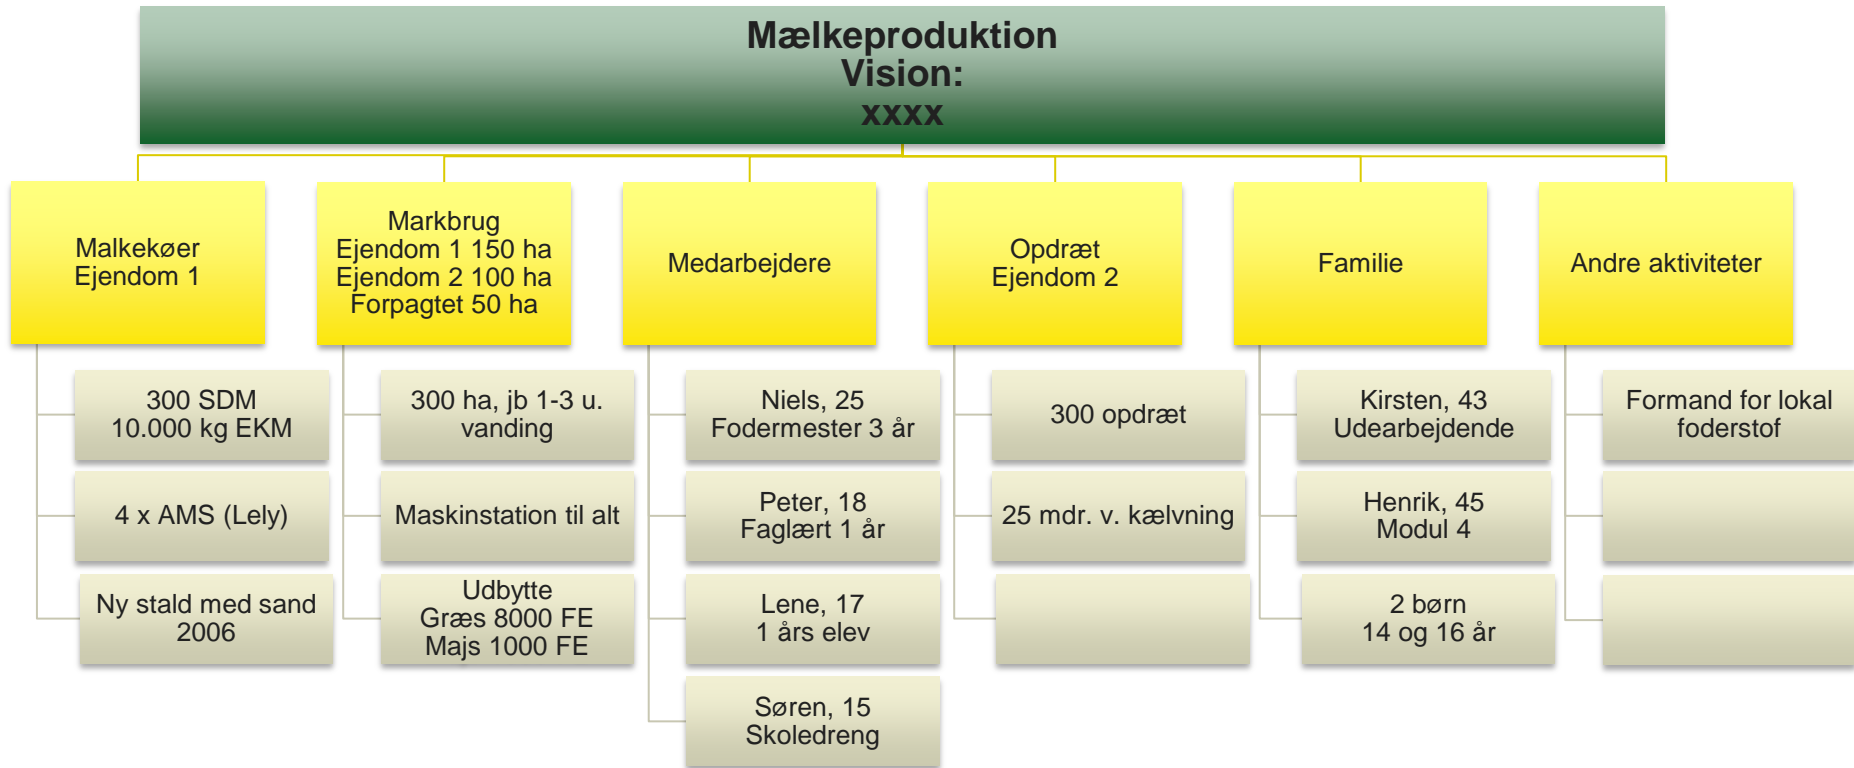 Mælkeproduktion
Vision:
xxxx
Malkekøer
Ejendom 1
300 SDM
10.000 kg EKM
4 x AMS (Lely)
Ny stald med sand
2006
Markbrug
Ejendom 1 150 ha
Ejendom 2 100 ha
Forpagtet 50 ha
300 ha, jb 1-3 u.
vanding
Maskinstation til alt
Udbytte
Græs 8000 FE
Majs 1000 FE
Medarbejdere
Niels, 25
Fodermester 3 år
Peter, 18
Faglært 1 år
Lene, 17
1 års elev
Søren, 15
Skoledreng
Opdræt
Ejendom 2
300 opdræt
25 mdr. v. kælvning
Familie
Kirsten, 43
Udearbejdende
Henrik, 45
Modul 4
2 børn
14 og 16 år
Andre aktiviteter
Formand for lokal
foderstof